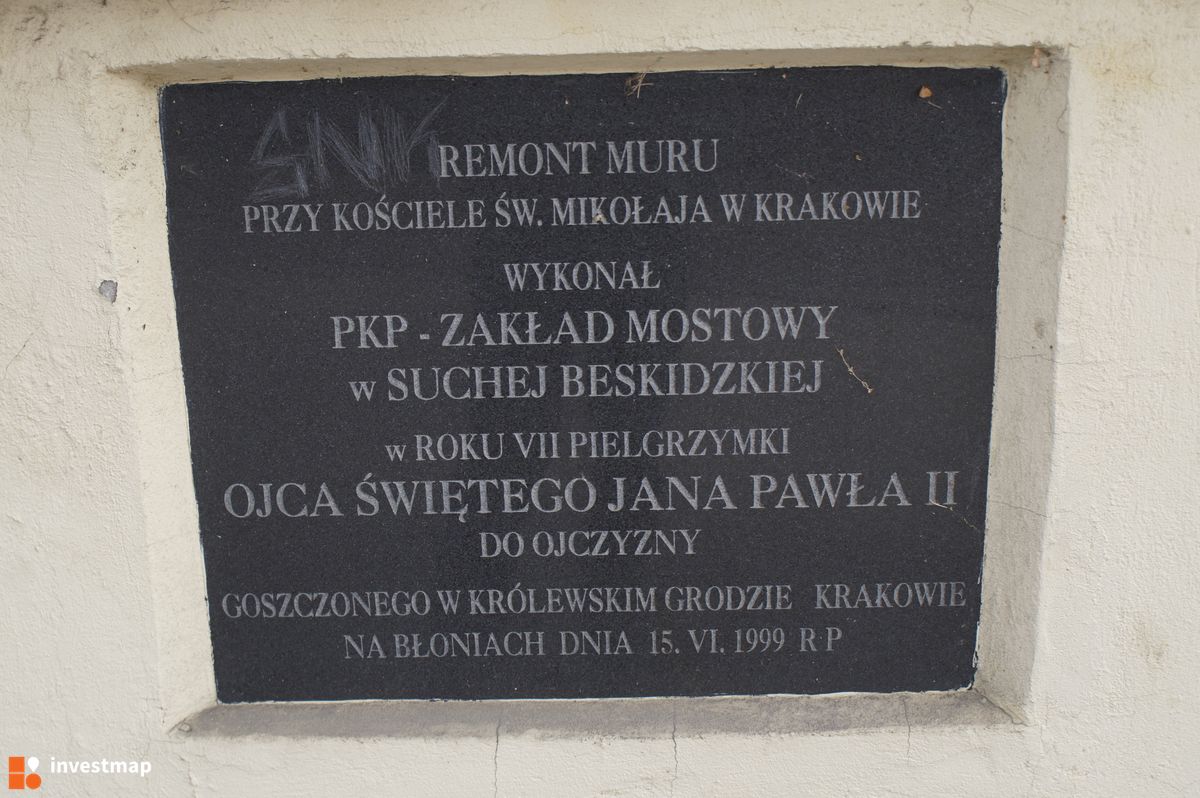 SNK
REMONT MURU
PRZY KOŚCIELE ŚW. MIKOŁAJA W KRAKOWIE
WYKONAŁ
PKP - ZAKŁAD MOSTOWY
w SUCHEJ BESKIDZKIEJ
w ROKU VII PIELGRZYMKI
OJCA ŚWIĘTEGO JANA PAWŁA II
DO OJCZYZNY
GOSZCZONEGO W KRÓLEWSKIM GRODZIE KRAKOWIE
NA BŁONIACH DNIA 15. VI. 1999 R·P
investmap